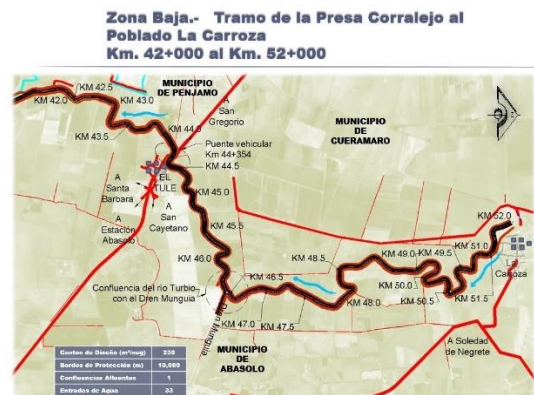 Zona Baja.- Tramo de la Presa Corralejo al
Poblado La Carroza
Km. 42+000 al Km. 52+000
KM 42.5
KM 42.0
KM 43.0
MUNICIPIO
DE PENJAMO
A
San
Gregorio
MUNICIPIO
DE
CUERAMARO
KM 43.5
KM 44.0
Puente vehicular
Km 44+354
KM 44.5
EL
TULE
A
Santa
Barbara
KM 45.0
A
San
Cayetano
A
Estación
Abasolo
KM 45.5
KM 46.0
KM 46.5
KM 48.5
KM 49.0
KM 49.5
KM 51.0
KM 52.0
La
Carroza
Confluencia del rio Turbio
con el Dren Munguia
KM 50.0
KM 50.5
KM 51.5
KM 48.0
Dren Munguia
KM 47.0
KM 47.5
MUNICIPIO
DE
ABASOLO
A Soledad
de Negrete
Gastos de Diseño (m³/seg) 230
Bordos de Protección (m) 10,000
Confluencias Afluentes 1
Entradas de Agua 33